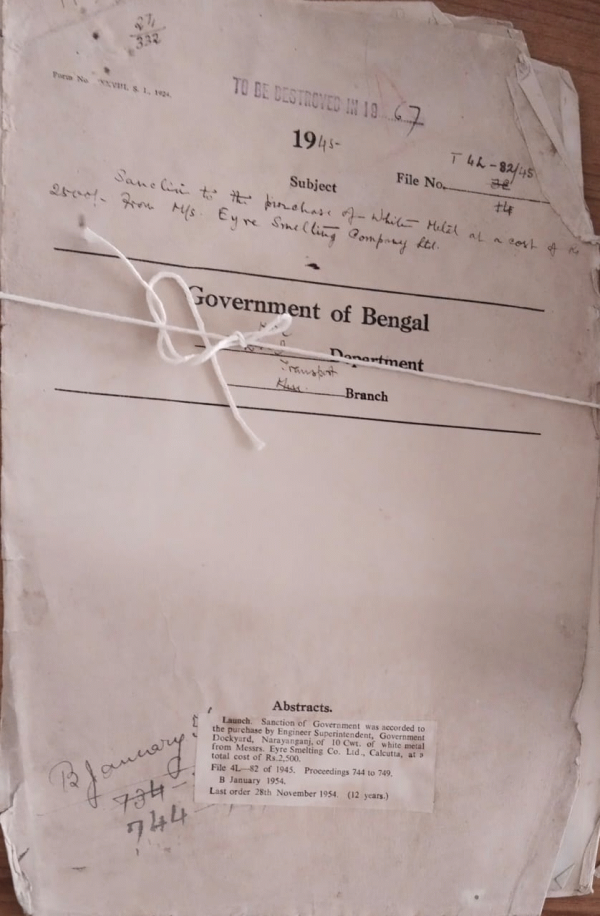 24
332
Form No. XXVIII, S. I., 1924.
TO BE DESTROYED IN 19 67
1945-
T 4L-82/45
Subject
File No.
Sanction to the purchase of White Metal at a cost of Rs
2500/- from M/s. Eyre Smelting Company Ltd.
Government of Bengal
Department
Transport
Branch
Abstracts.
Launch. Sanction of Government was accorded to
the purchase by Engineer Superintendent, Government
Dockyard, Narayanganj, of 10 Cwt. of white metal
from Messrs. Eyre Smelting Co. Ltd., Calcutta, at a
total cost of Rs.2,500.
File 4L—82 of 1945. Proceedings 744 to 749.
B January 1954.
Last order 28th November 1954. (12 years.)
B January
734-
744